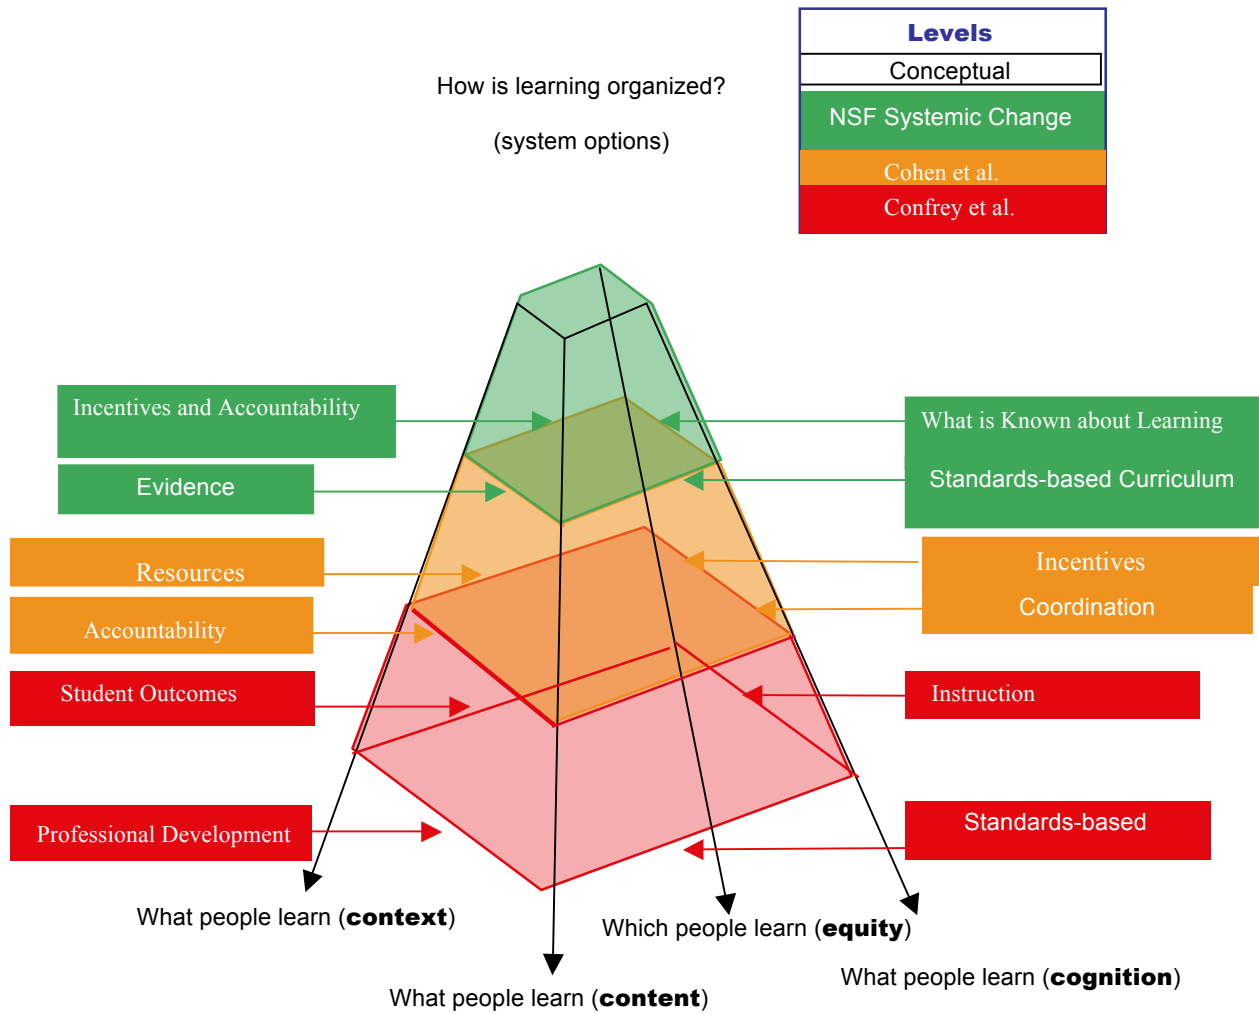 Levels
Conceptual
NSF Systemic Change
Cohen et al.
Confrey et al.
How is learning organized?
(system options)
Incentives and Accountability
Evidence
Resources
Accountability
Student Outcomes
Professional Development
What is Known about Learning
Standards-based Curriculum
Incentives
Coordination
Instruction
Standards-based
What people learn (context)
Which people learn (equity)
What people learn (cognition)
What people learn (content)